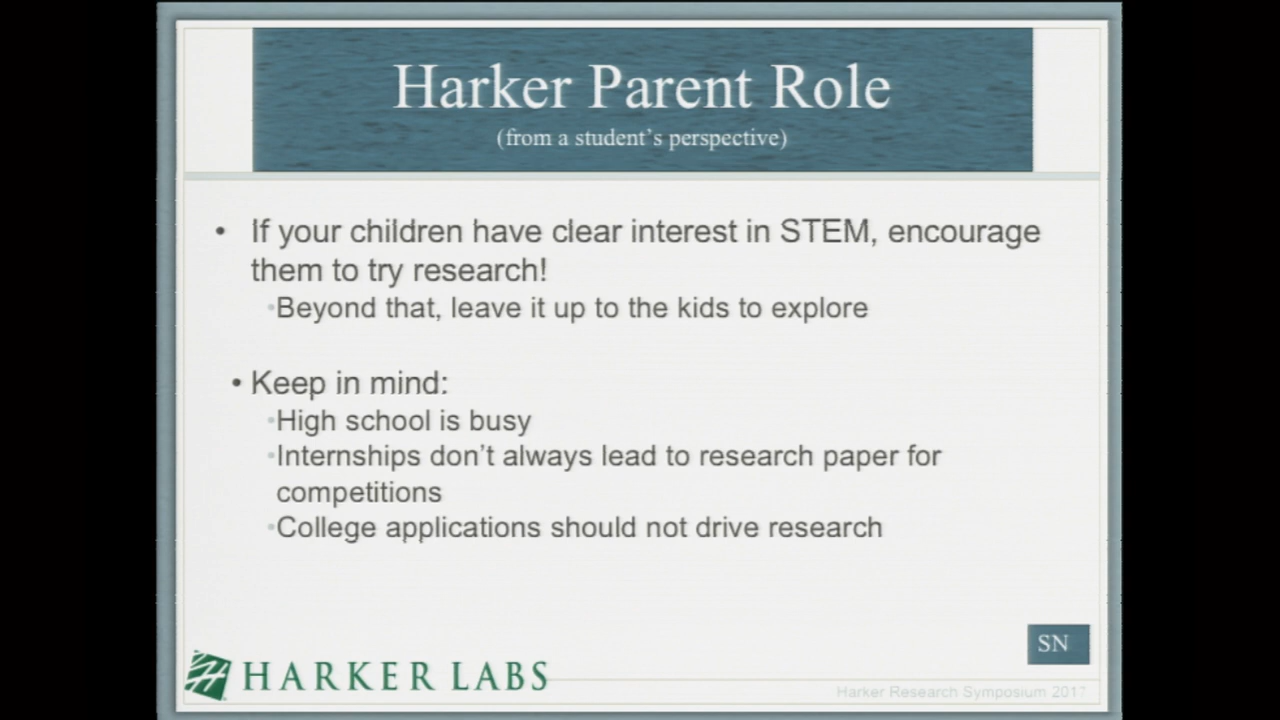 Harker Parent Role
(from a student's perspective)
• If your children have clear interest in STEM, encourage
them to try research!
•Beyond that, leave it up to the kids to explore
• Keep in mind:
•High school is busy
•Internships don't always lead to research paper for
competitions
•College applications should not drive research
SN
HARKER LABS
Harker Research Symposium 2017